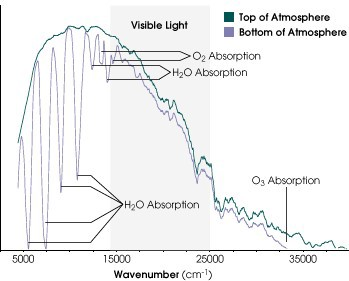 Visible Light
Top of Atmosphere
Bottom of Atmosphere
O₂ Absorption
H₂O Absorption
O₃ Absorption
H₂O Absorption
5000 15000 25000 35000
Wavenumber (cm⁻¹)